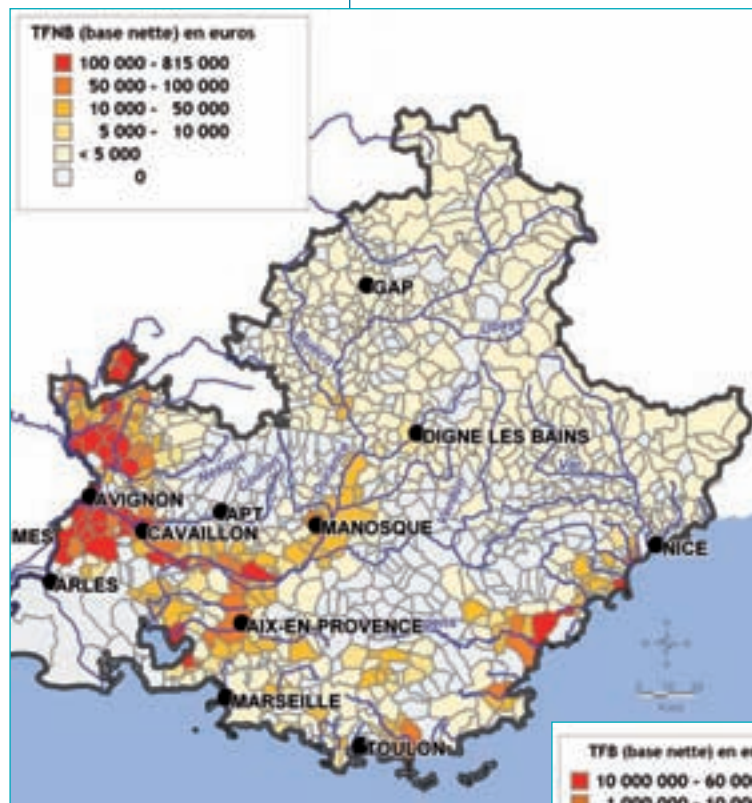 TFNB (base nette) en euros
100 000 - 815 000
50 000 - 100 000
10 000 - 50 000
5 000 - 10 000
< 5 000
0
GAP
DIGNE LES BAINS
AVIGNON
APT
CAVAILLON
MANOSQUE
MES
NICE
ARLES
AIX-EN-PROVENCE
MARSEILLE
TOULON
Var
TFB (base nette) en eu
10 000 000 - 60 00